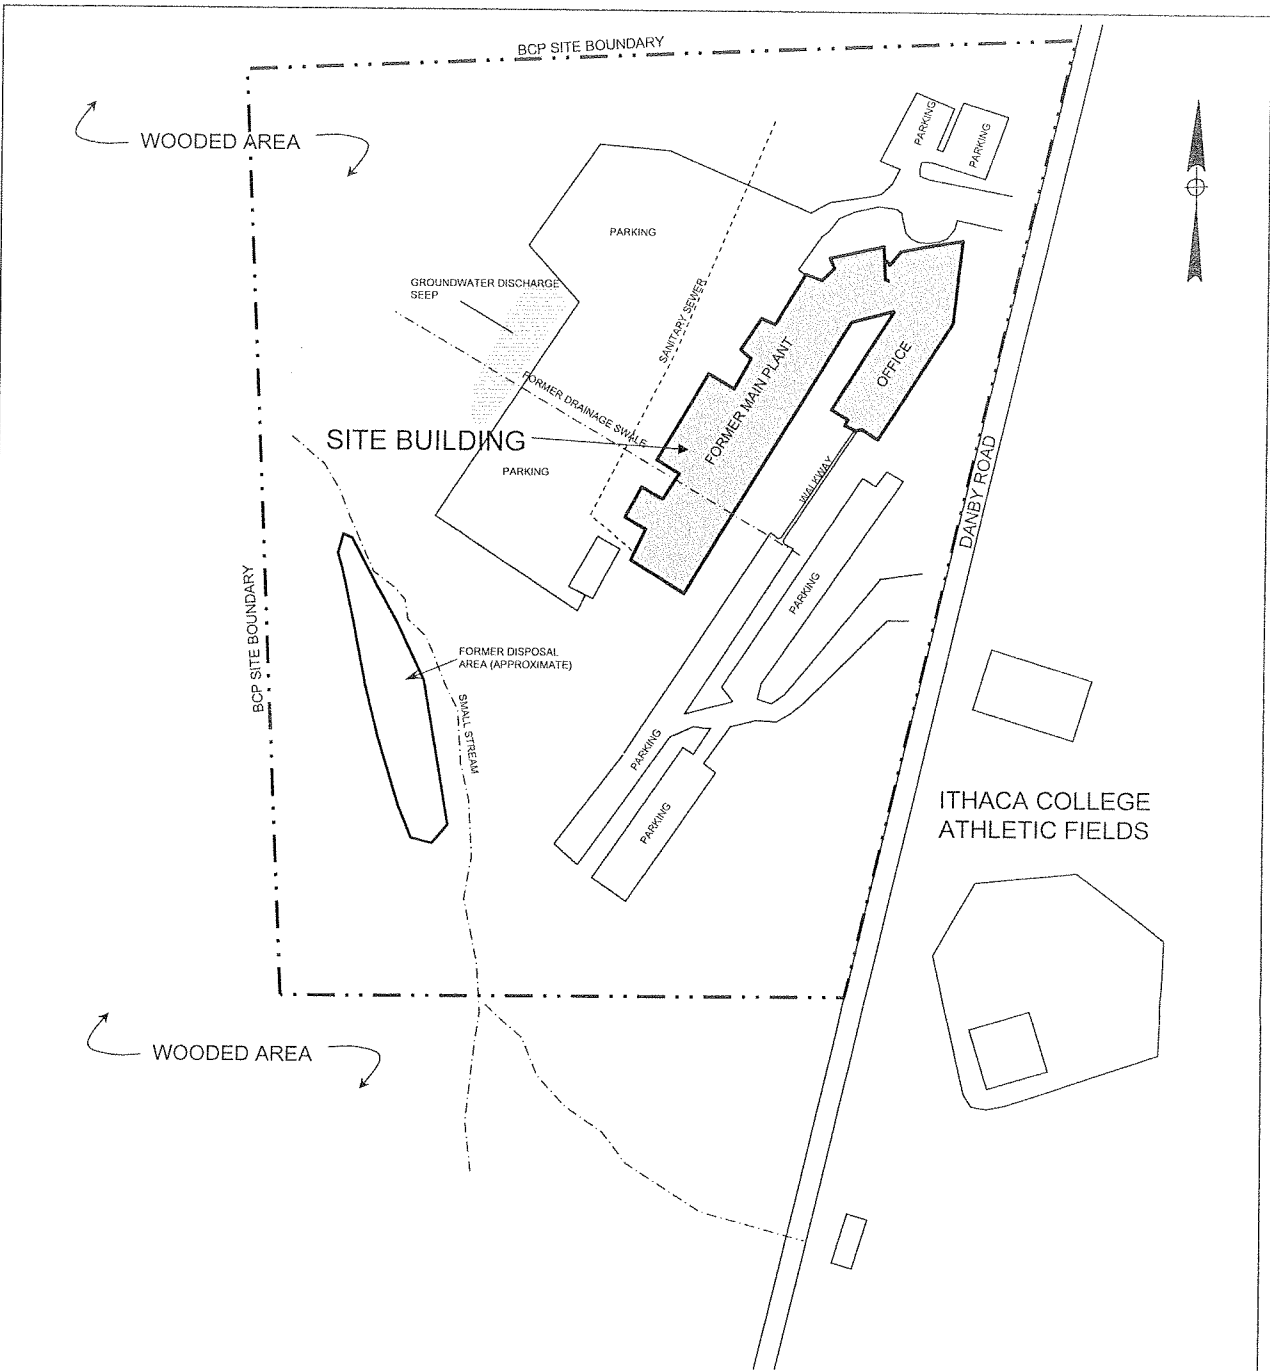 BCP SITE BOUNDARY
WOODED AREA
PARKING
PARKING
PARKING
GROUNDWATER DISCHARGE
SEEP
SANITARY SEWER
FORMER DRAINAGE SWALE
SITE BUILDING
FORMER MAIN PLANT
OFFICE
PARKING
WALKWAY
DANBY ROAD
PARKING
BCP SITE BOUNDARY
FORMER DISPOSAL
AREA (APPROXIMATE)
SMALL STREAM
PARKING
PARKING
ITHACA COLLEGE
ATHLETIC FIELDS
WOODED AREA